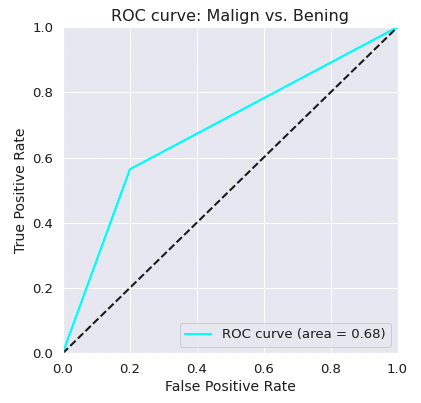 ROC curve: Malign vs. Bening
1.0
0.8
0.6
0.4
0.2
0.0
True Positive Rate
ROC curve (area = 0.68)
0.0 0.2 0.4 0.6 0.8 1.0
False Positive Rate